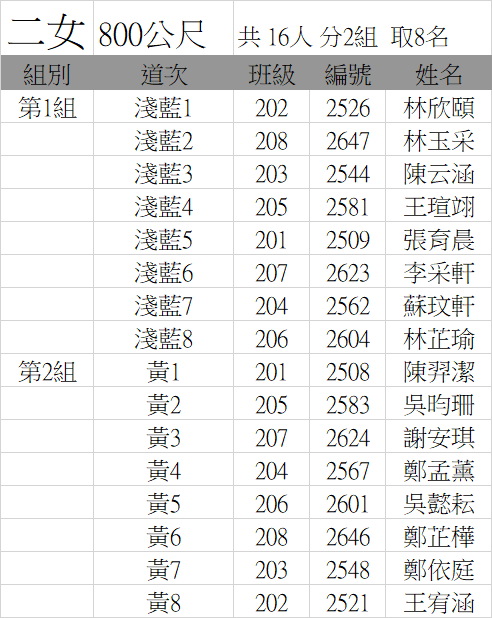 二女 800公尺 共 16人 分2組 取8名
組別 道次 班級 編號 姓名
第1組 淺藍1 202 2526 林欣頤
淺藍2 208 2647 林玉采
淺藍3 203 2544 陳云涵
淺藍4 205 2581 王瑄翊
淺藍5 201 2509 張育晨
淺藍6 207 2623 李采軒
淺藍7 204 2562 蘇玟軒
淺藍8 206 2604 林芷瑜
第2組 黃1 201 2508 陳羿潔
黃2 205 2583 吳昀珊
黃3 207 2624 謝安琪
黃4 204 2567 鄭孟薰
黃5 206 2601 吳懿耘
黃6 208 2646 鄭芷樺
黃7 203 2548 鄭依庭
黃8 202 2521 王宥涵